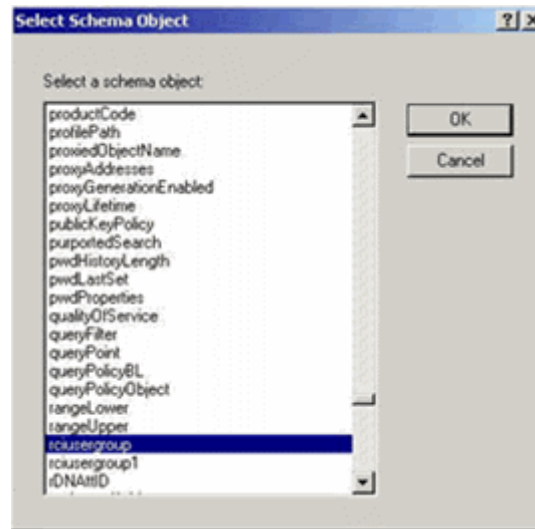 Select Schema Object
Select a schema object:
productCode
profilePath
proxiedObjectName
proxyAddresses
proxyGenerationEnabled
proxyLifetime
publicKeyPolicy
purportedSearch
pwdHistoryLength
pwdLastSet
pwdProperties
qualityOfService
queryFilter
queryPoint
queryPolicyBL
queryPolicyObject
rangeLower
rangeUpper
rciusergroup
rciusergroup1
rDNAttID
OK
Cancel